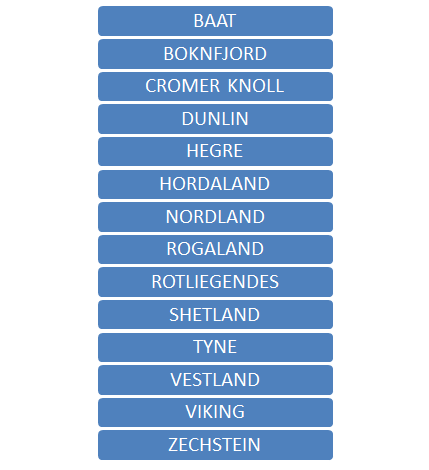 BAAT
BOKNFJORD
CROMER KNOLL
DUNLIN
HEGRE
HORDALAND
NORDLAND
ROGALAND
ROTLIEGENDES
SHETLAND
TYNE
VESTLAND
VIKING
ZECHSTEIN